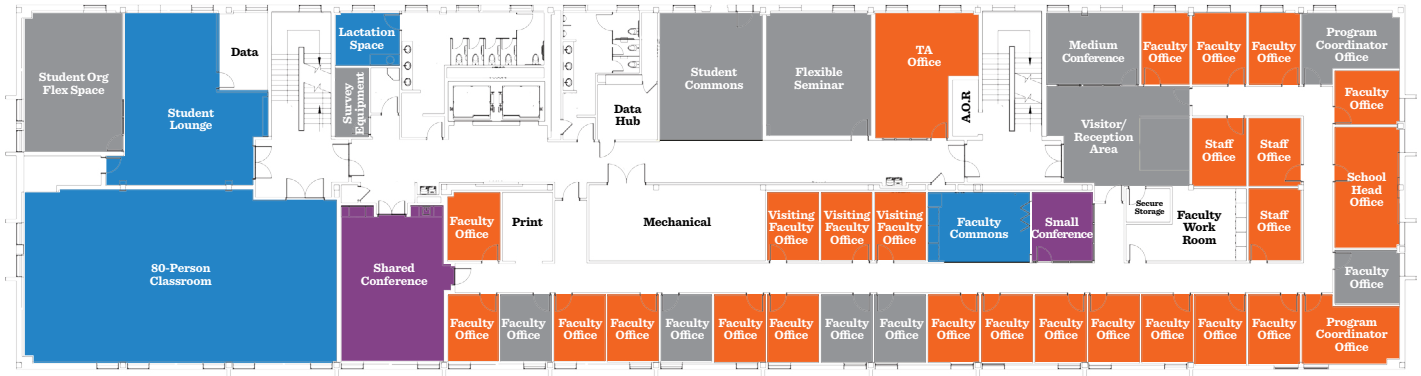 Student Org
Flex Space
Student
Lounge
Data
Lactation
Space
Survey
Equipment
Data
Hub
Student
Commons
Flexible
Seminar
TA
Office
A.O.R
Medium
Conference
Faculty
Office
Faculty
Office
Faculty
Office
Program
Coordinator
Office
Faculty
Office
Visitor/
Reception
Area
Staff
Office
Staff
Office
School
Head
Office
80-Person
Classroom
Shared
Conference
Faculty
Office
Print
Mechanical
Visiting
Faculty
Office
Visiting
Faculty
Office
Visiting
Faculty
Office
Faculty
Commons
Small
Conference
Secure
Storage
Faculty
Work
Room
Staff
Office
Faculty
Office
Faculty
Office
Faculty
Office
Faculty
Office
Faculty
Office
Faculty
Office
Faculty
Office
Faculty
Office
Faculty
Office
Faculty
Office
Faculty
Office
Faculty
Office
Faculty
Office
Faculty
Office
Faculty
Office
Faculty
Office
Faculty
Office
Program
Coordinator
Office